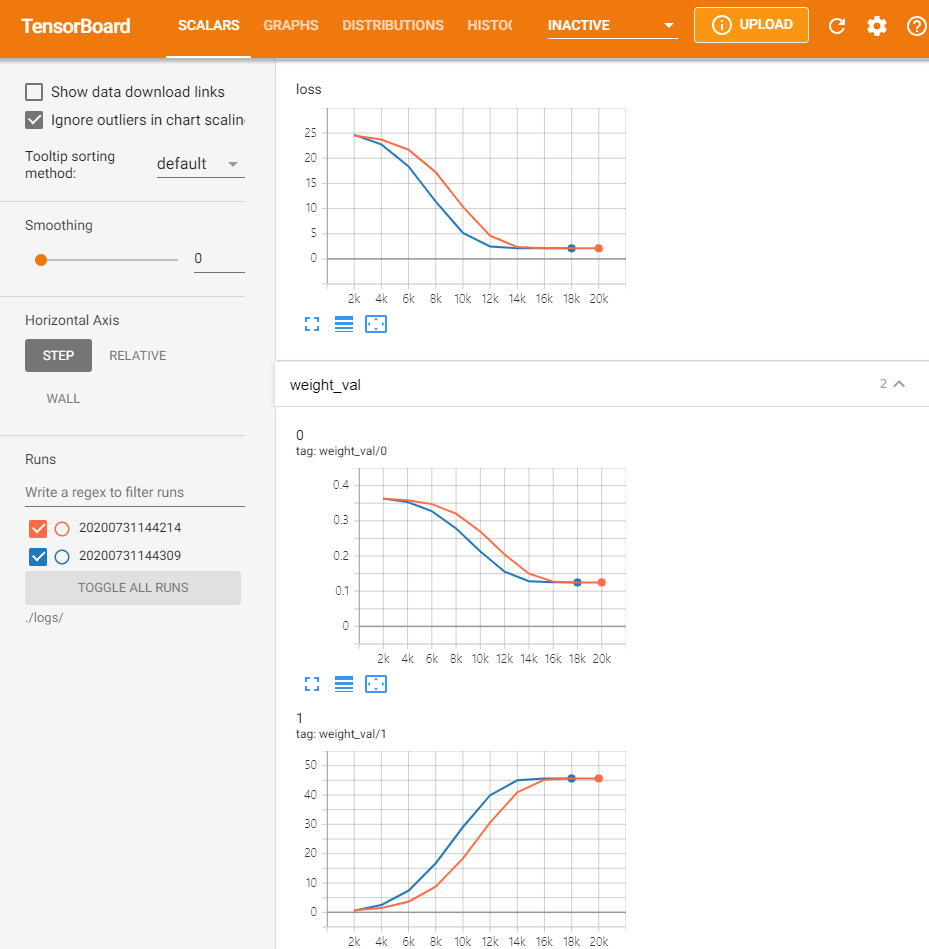 TensorBoard
SCALARS
GRAPHS
DISTRIBUTIONS
HISTO
INACTIVE
UPLOAD
Show data download links
Ignore outliers in chart scalin
Tooltip sorting
method:
default
Smoothing
0
Horizontal Axis
STEP
RELATIVE
WALL
Runs
Write a regex to filter runs
20200731144214
20200731144309
TOGGLE ALL RUNS
./logs/
loss
25
20
15
10
5
0
2k 4k 6k 8k 10k 12k 14k 16k 18k 20k
weight_val
2
0
tag: weight_val/0
0.4
0.3
0.2
0.1
0
2k 4k 6k 8k 10k 12k 14k 16k 18k 20k
1
tag: weight_val/1
50
40
30
20
10
0
2k 4k 6k 8k 10k 12k 14k 16k 18k 20k